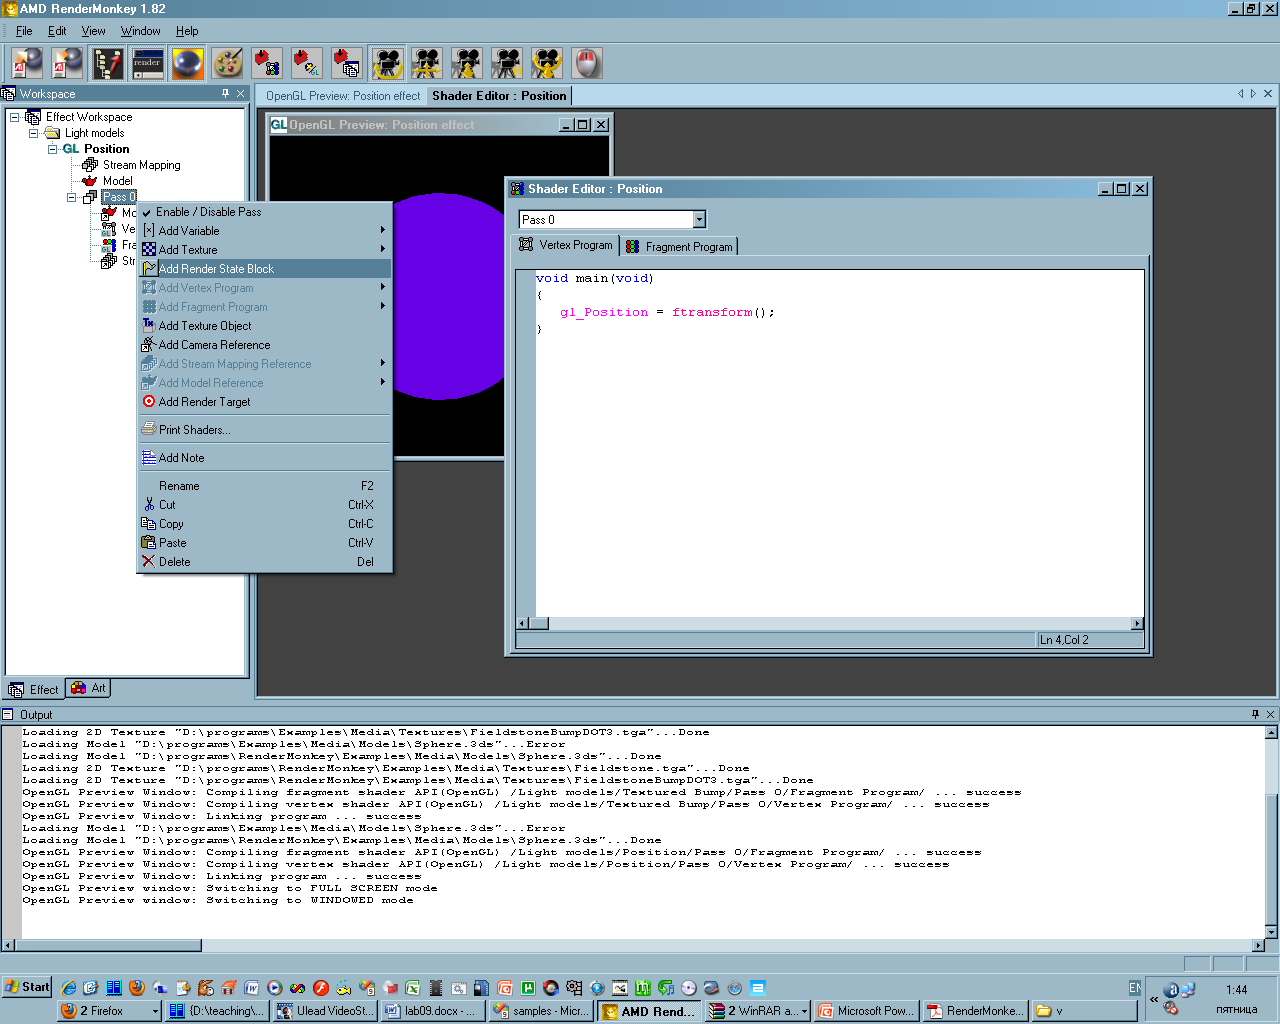 AMD RenderMonkey 1.82
File Edit View Window Help
Workspace
Effect Workspace
Light models
GL Position
Stream Mapping
Model
Pass 0
Mo
Ve
Fra
Str
Enable / Disable Pass
Add Variable
Add Texture
Add Render State Block
Add Vertex Program
Add Fragment Program
Add Texture Object
Add Camera Reference
Add Stream Mapping Reference
Add Model Reference
Add Render Target
Print Shaders...
Add Note
Rename F2
Cut Ctrl-X
Copy Ctrl-C
Paste Ctrl-V
Delete Del
Effect Art
OpenGL Preview: Position effect Shader Editor : Position
GL OpenGL Preview: Position effect
Shader Editor : Position
Pass 0
Vertex Program Fragment Program
void main(void)
{
gl_Position = ftransform();
}
Ln 4,Col 2
Output
Loading 2D Texture "D:\programs\Examples\Media\Textures\FieldstoneBumpDOT3.tga"...Done
Loading Model "D:\programs\Examples\Media\Models\Sphere.3ds"...Error
Loading Model "D:\programs\RenderMonkey\Examples\Media\Models\Sphere.3ds"...Done
Loading 2D Texture "D:\programs\RenderMonkey\Examples\Media\Textures\Fieldstone.tga"...Done
Loading 2D Texture "D:\programs\RenderMonkey\Examples\Media\Textures\FieldstoneBumpDOT3.tga"...Done
OpenGL Preview Window: Compiling fragment shader API(OpenGL) /Light models/Textured Bump/Pass 0/Fragment Program/ ... success
OpenGL Preview Window: Compiling vertex shader API(OpenGL) /Light models/Textured Bump/Pass 0/Vertex Program/ ... success
OpenGL Preview Window: Linking program ... success
Loading Model "D:\programs\Examples\Media\Models\Sphere.3ds"...Error
Loading Model "D:\programs\RenderMonkey\Examples\Media\Models\Sphere.3ds"...Done
OpenGL Preview Window: Compiling fragment shader API(OpenGL) /Light models/Position/Pass 0/Fragment Program/ ... success
OpenGL Preview Window: Compiling vertex shader API(OpenGL) /Light models/Position/Pass 0/Vertex Program/ ... success
OpenGL Preview Window: Linking program ... success
OpenGL Preview window: Switching to FULL SCREEN mode
OpenGL Preview window: Switching to WINDOWED mode
Start
EN
1:44
пятница
2 Firefox {D:\teaching\... Ulead VideoSt... lab09.docx - ... samples - Micr... AMD Rend... 2 WinRAR a... Microsoft Pow... RenderMonke... v